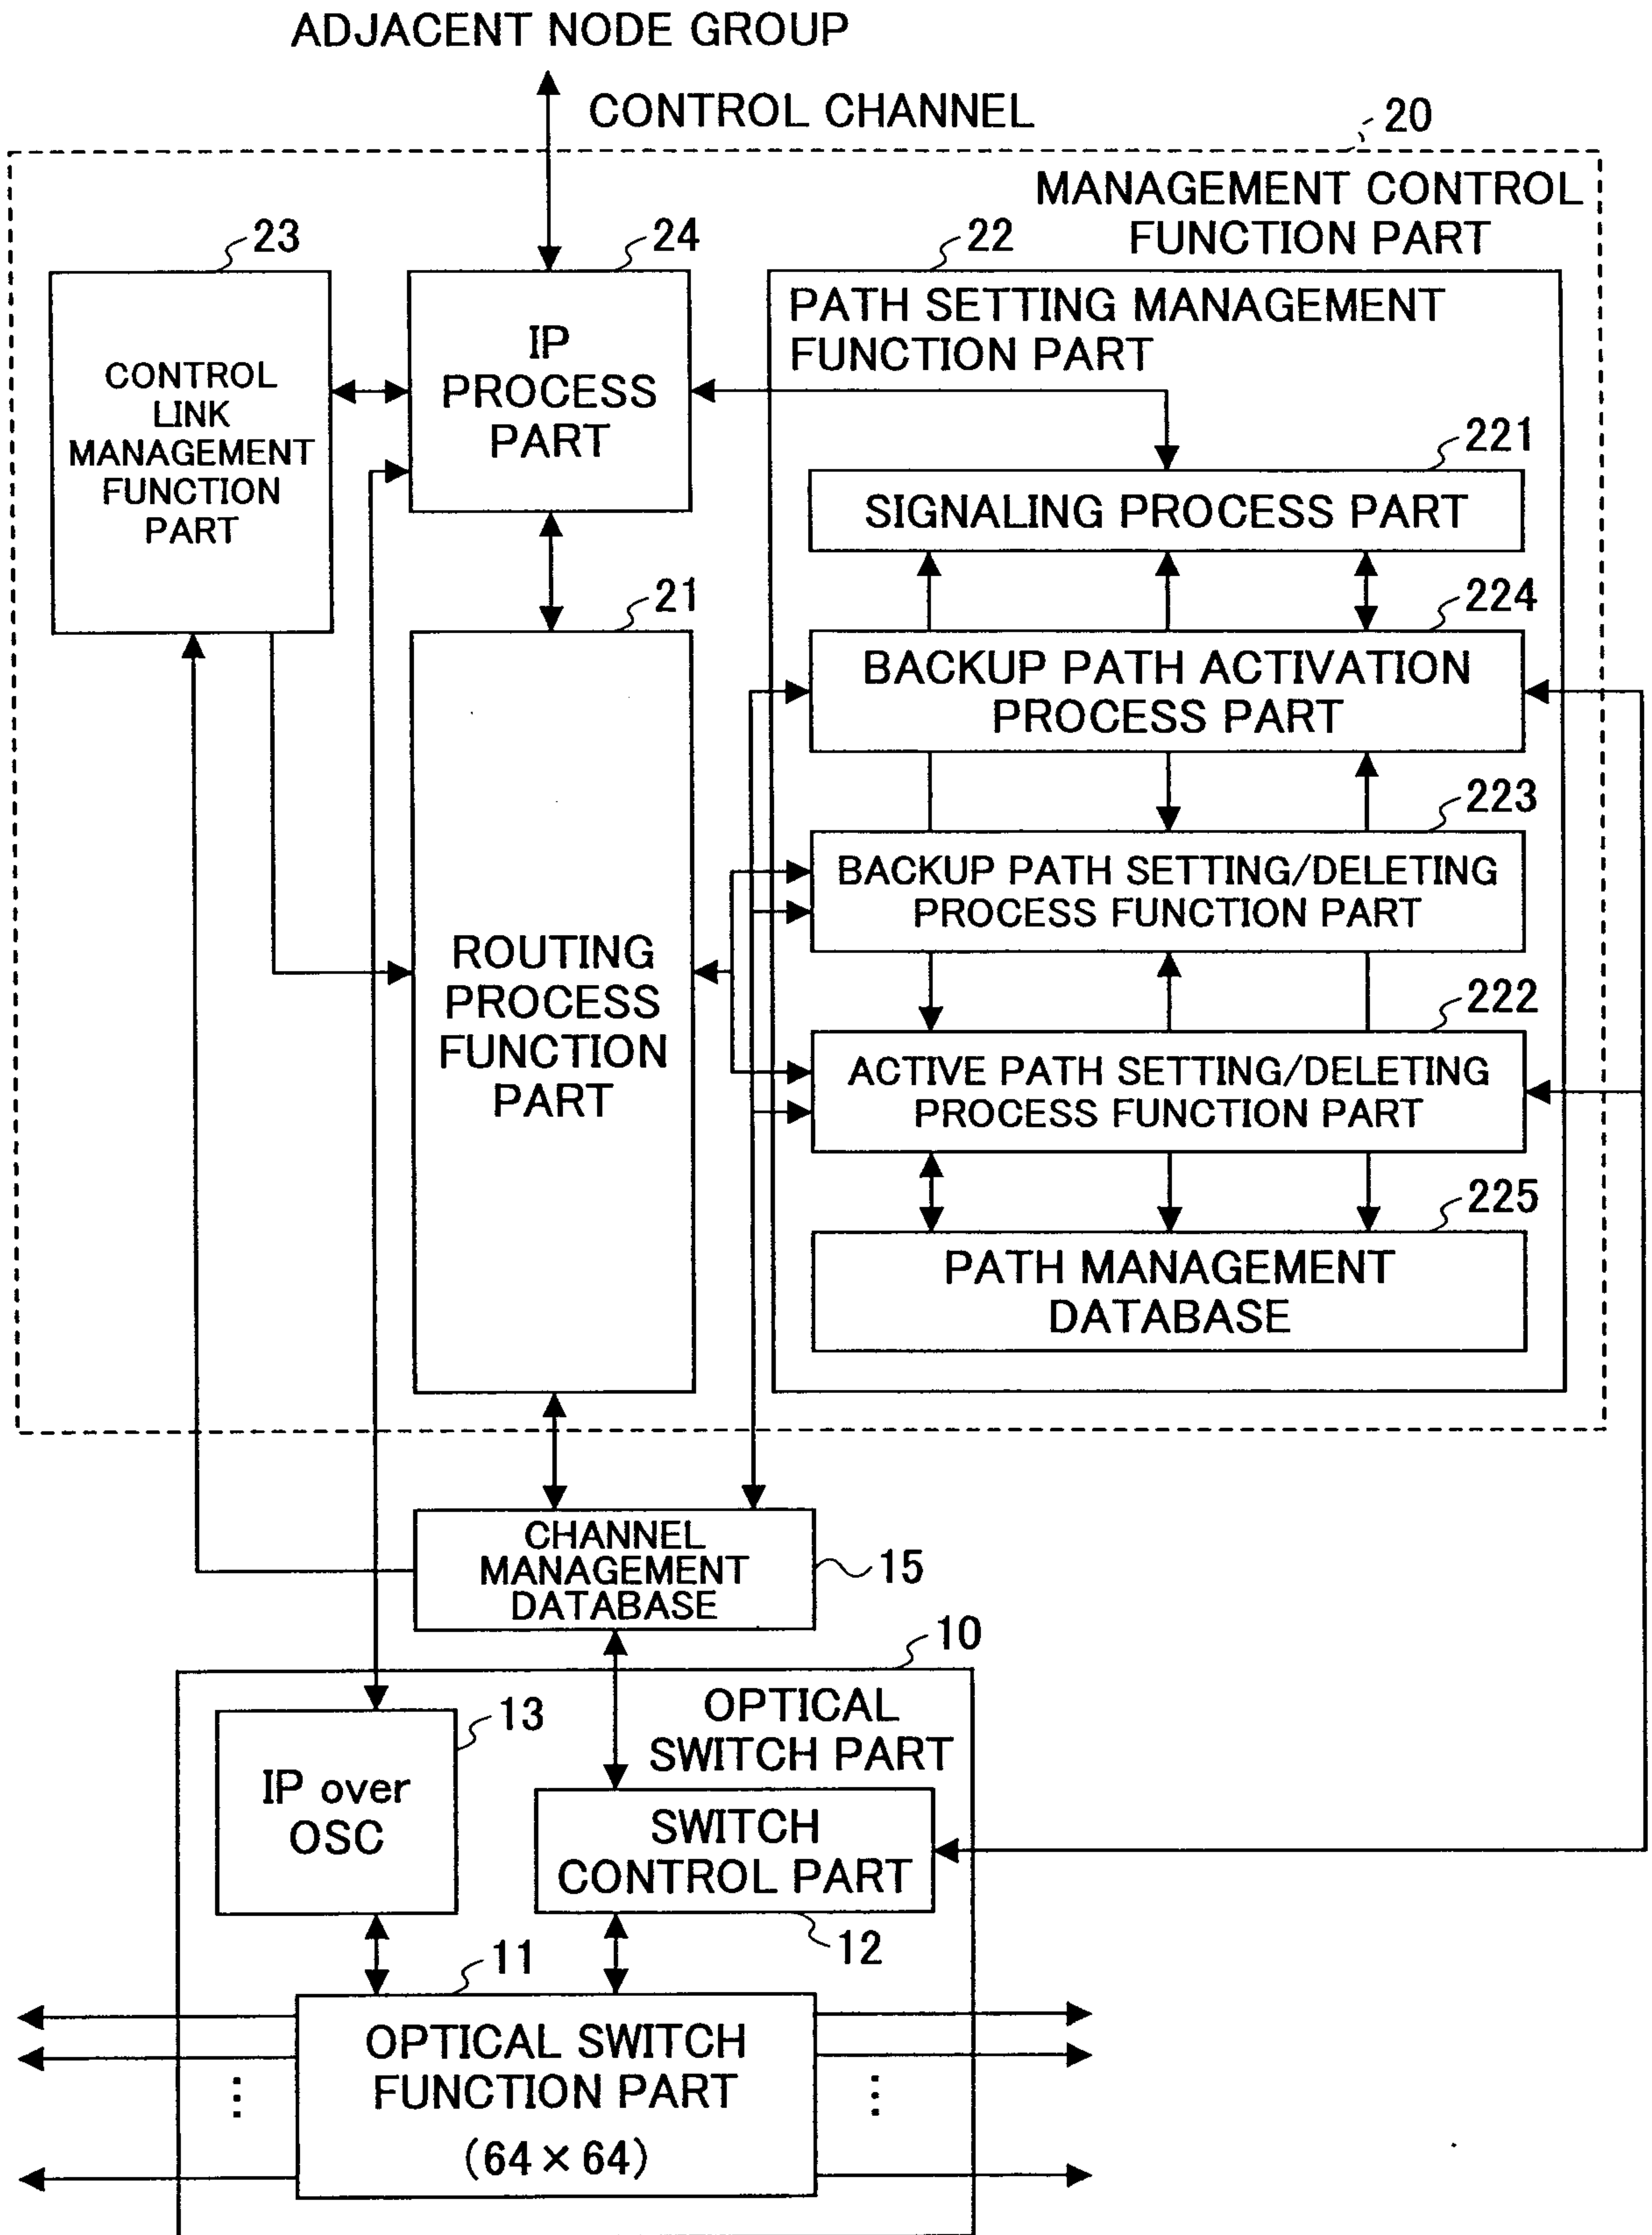 ADJACENT NODE GROUP
CONTROL CHANNEL
20
MANAGEMENT CONTROL
FUNCTION PART
23
24
22
CONTROL
LINK
MANAGEMENT
FUNCTION
PART
IP
PROCESS
PART
PATH SETTING MANAGEMENT
FUNCTION PART
221
SIGNALING PROCESS PART
21
224
BACKUP PATH ACTIVATION
PROCESS PART
223
BACKUP PATH SETTING/DELETING
PROCESS FUNCTION PART
ROUTING
PROCESS
FUNCTION
PART
222
ACTIVE PATH SETTING/DELETING
PROCESS FUNCTION PART
225
PATH MANAGEMENT
DATABASE
CHANNEL
MANAGEMENT
DATABASE
15
10
OPTICAL
SWITCH PART
13
IP over
OSC
SWITCH
CONTROL PART
12
11
OPTICAL SWITCH
FUNCTION PART
(64×64)